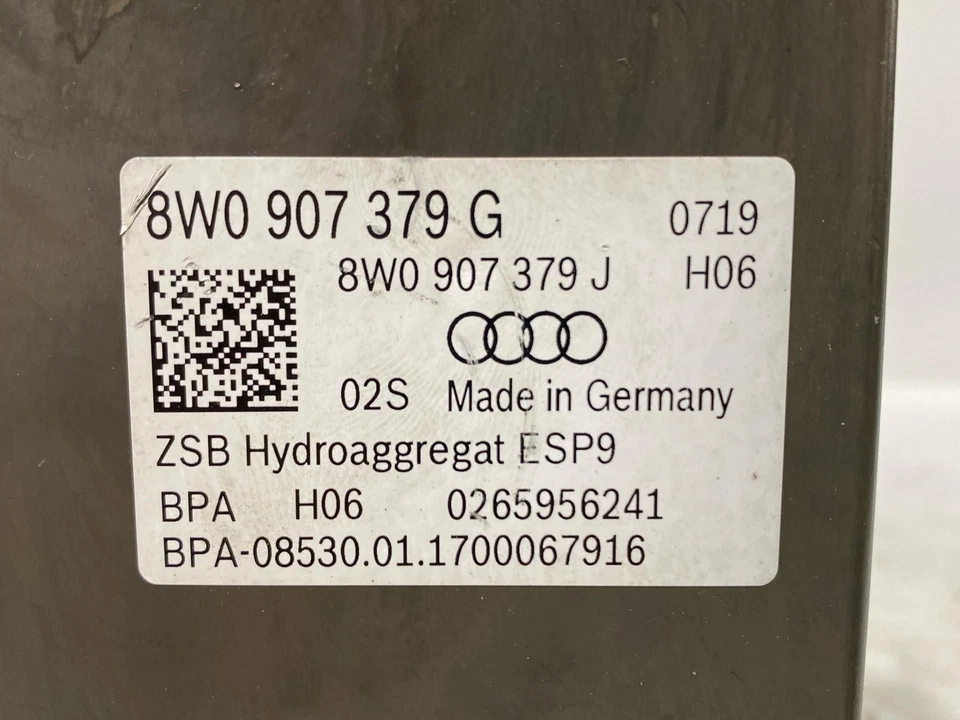 8W0 907 379 G 0719
8W0 907 379 J H06
02S Made in Germany
ZSB Hydroaggregat ESP9
BPA H06 0265956241
BPA-08530.01.1700067916